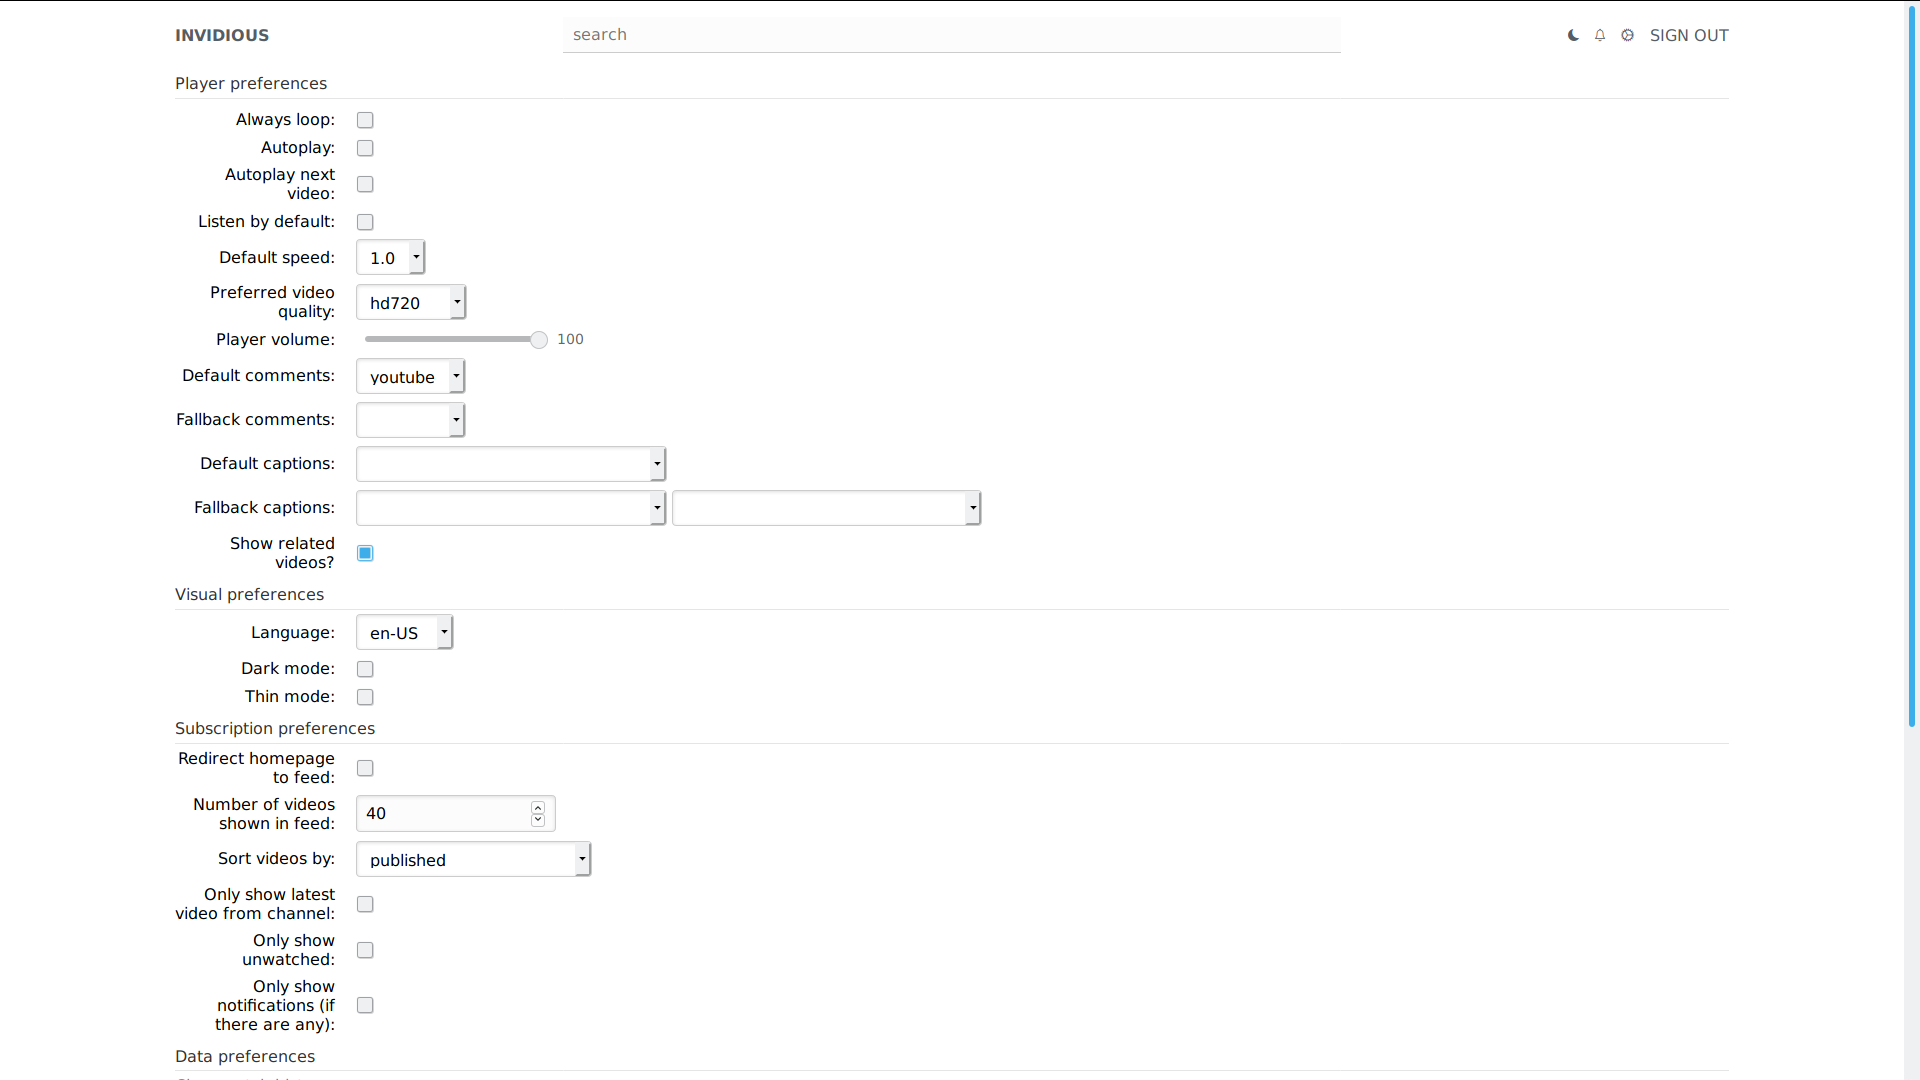 INVIDIOUS
search
SIGN OUT
Player preferences
Always loop:
Autoplay:
Autoplay next
video:
Listen by default:
Default speed:
1.0
Preferred video
quality:
hd720
Player volume:
100
Default comments:
youtube
Fallback comments:
Default captions:
Fallback captions:
Show related
videos?
Visual preferences
Language:
en-US
Dark mode:
Thin mode:
Subscription preferences
Redirect homepage
to feed:
Number of videos
shown in feed:
40
Sort videos by:
published
Only show latest
video from channel:
Only show
unwatched:
Only show
notifications (if
there are any):
Data preferences